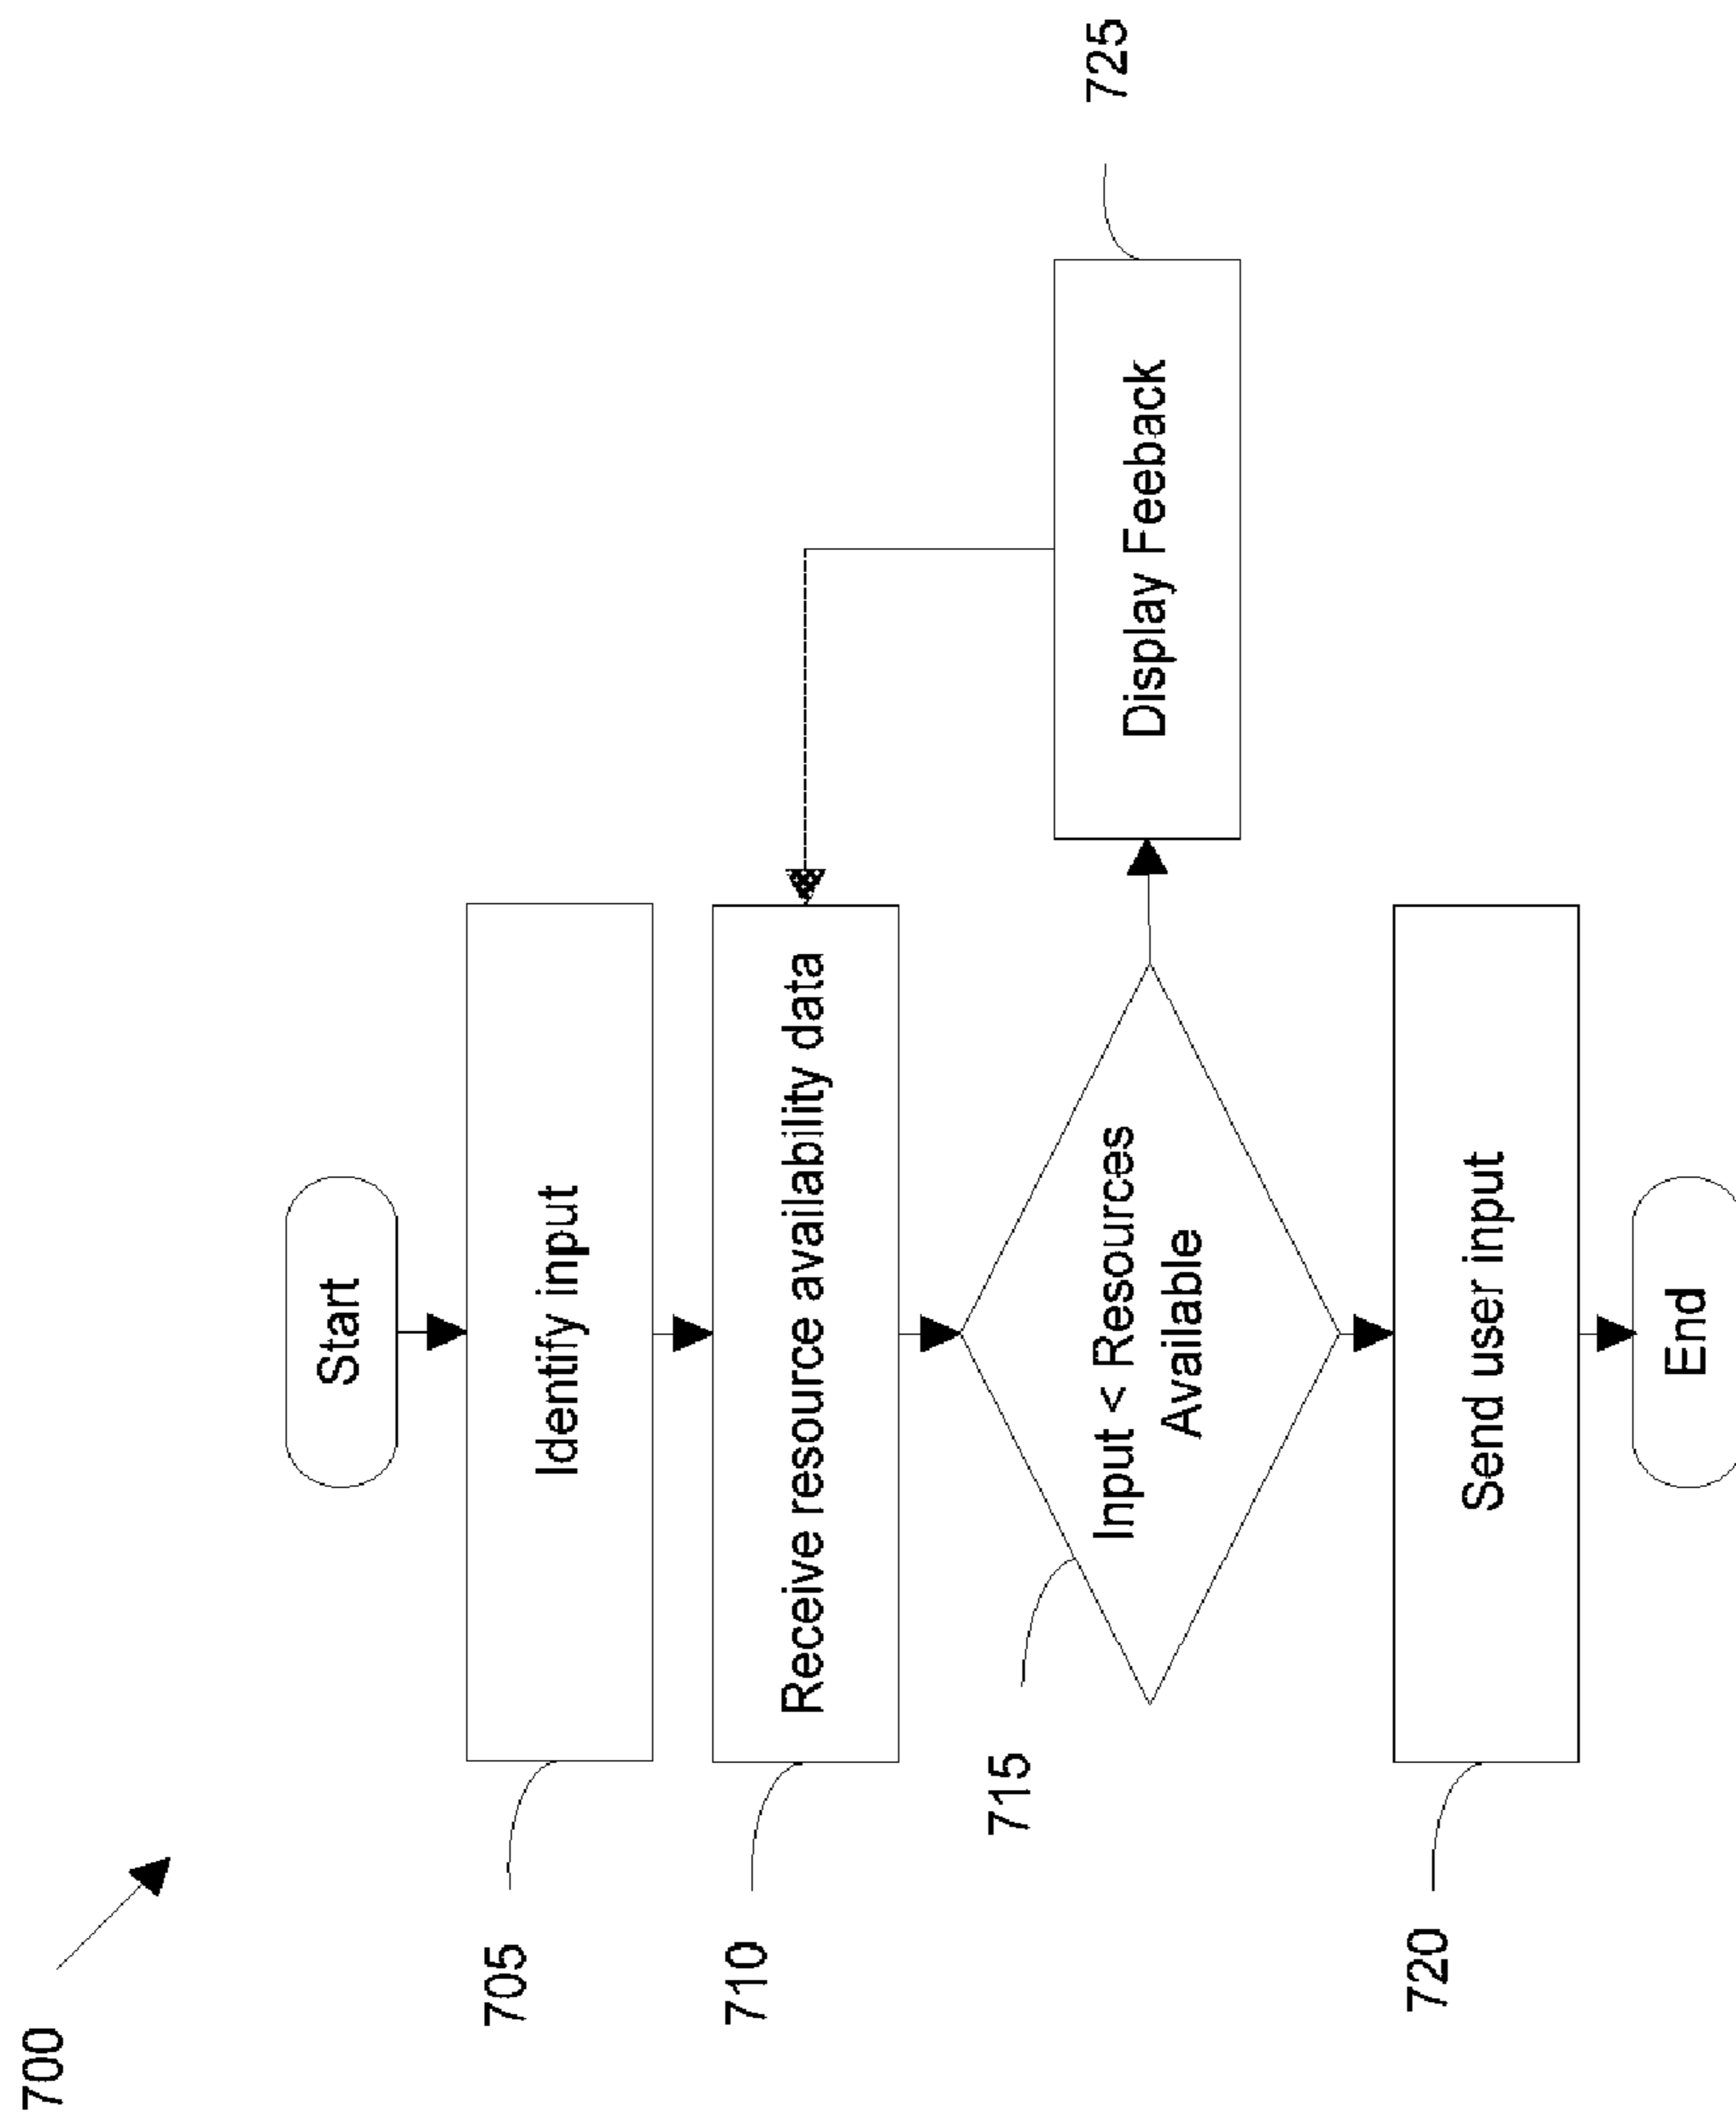 700
Start
705
Identify input
710
Receive resource availability data
715
Input < Resources
Available
Display Feeback
725
720
Send user input
End